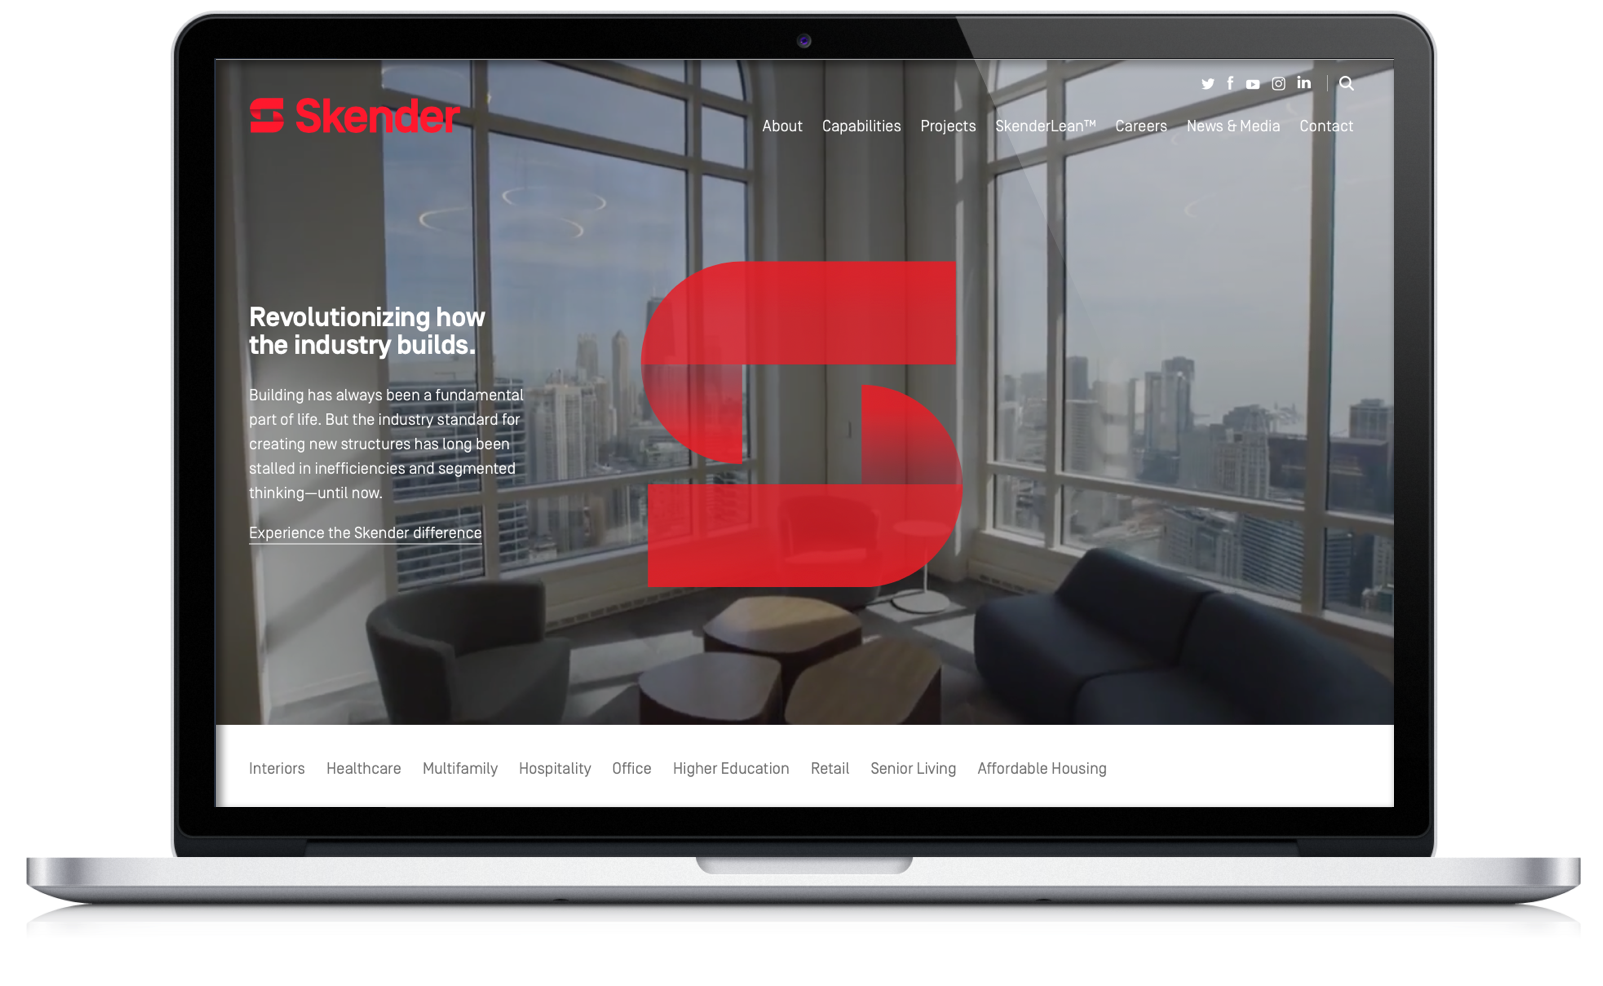 Skender
About Capabilities Projects SkenderLean™ Careers News & Media Contact
Revolutionizing how
the industry builds.
Building has always been a fundamental
part of life. But the industry standard for
creating new structures has long been
stalled in inefficiencies and segmented
thinking—until now.
Experience the Skender difference
Interiors Healthcare Multifamily Hospitality Office Higher Education Retail Senior Living Affordable Housing